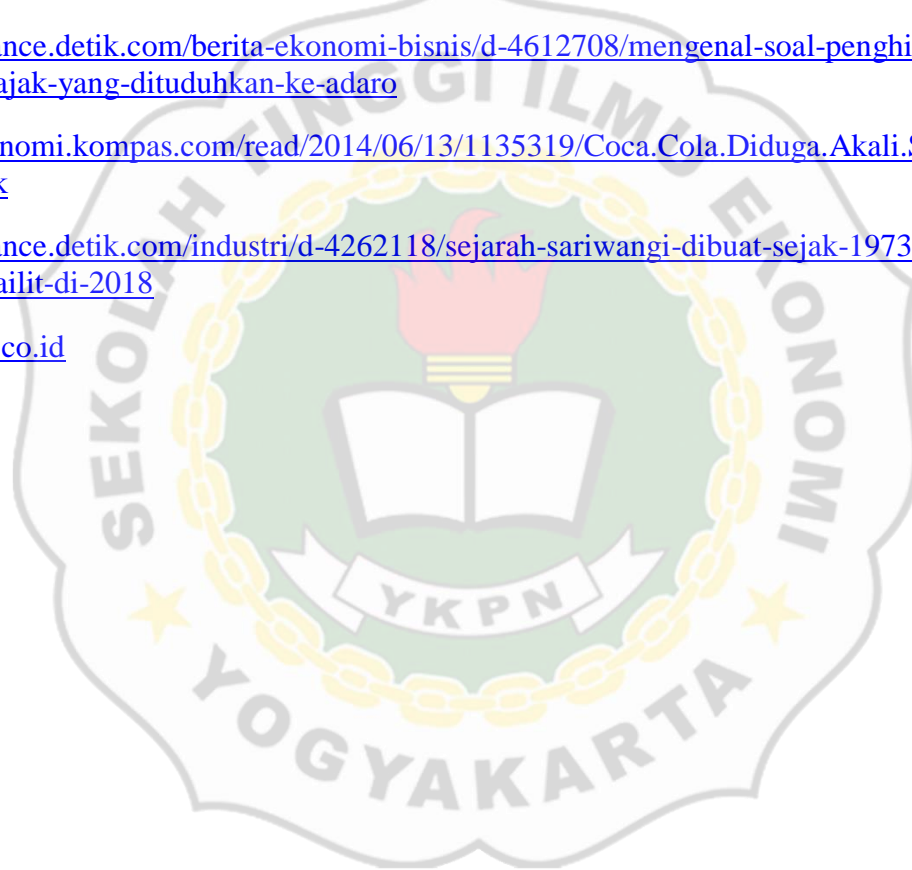 ance.detik.com/berita-ekonomi-bisnis/d-4612708/mengenal-soal-penghi
ajak-yang-dituduhkan-ke-adaro
nomi.kompas.com/read/2014/06/13/1135319/Coca.Cola.Diduga.Akali.S
k
ance.detik.com/industri/d-4262118/sejarah-sariwangi-dibuat-sejak-1973
ailit-di-2018
co.id
SEKOLAH TINGGI ILMU EKONOMI
YKPN
YOGYAKARTA